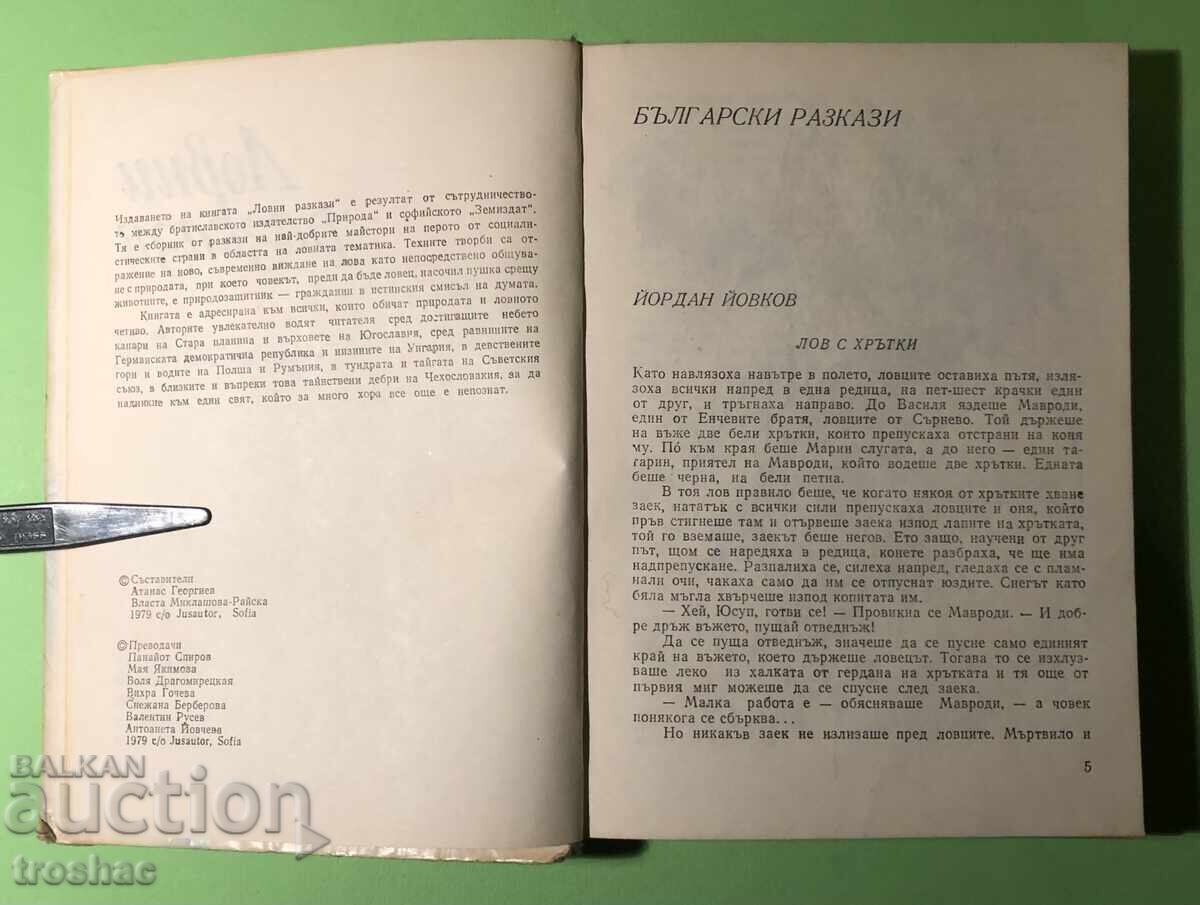 Ловни
Издаването на книгата „Ловни разкази“ е резултат от сътрудничество-
то между братиславското издателство „Природа“ и софийското „Земиздат“.
Тя е сборник от разкази на най-добрите майстори на перото от социали-
стическите страни в областта на ловната тематика. Техните творби са от-
ражение на ново, съвременно виждане на лова като непосредствено общува-
не с природата, при което човекът, преди да бъде ловец, насочил пушка срещу
животните, е природозащитник — гражданин в истинския смисъл на думата.
Книгата е адресирана към всички, които обичат природата и ловното
четиво. Авторите увлекателно водят читателя сред достигащите небето
канари на Стара планина и върховете на Югославия, сред равнините на
Германската демократична република и низините на Унгария, в девствените
гори и водите на Полша и Румъния, в тундрата и тайгата на Съветския
съюз, в близките и въпреки това тайнствени дебри на Чехословакия, за да
надникне към един свят, който за много хора все още е непознат.
© Съставители
Атанас Георгиев
Власта Миклашова-Райска
1979 c/o Jusautor, Sofia
© Преводачи
Панайот Спиров
Мая Якимова
Воля Драгомирецкая
Вихра Гочева
Снежана Берберова
Валентин Русев
Антоанета Йовчева
1979 c/o Jusautor, Sofia
БЪЛГАРСКИ РАЗКАЗИ
ЙОРДАН ЙОВКОВ
ЛОВ С ХРЪТКИ
Като навлязоха навътре в полето, ловците оставиха пътя, изля-
зоха всички напред в една редица, на пет-шест крачки един
от друг, и тръгнаха направо. До Василя яздеше Мавроди,
един от Енчевите братя, ловците от Сърнево. Той държеше
на въже две бели хрътки, които препускаха отстрани на коня
му. По́ към края беше Марин слугата, а до него — един та-
тарин, приятел на Мавроди, който водеше две хрътки. Едната
беше черна, на бели петна.
В тоя лов правило беше, че когато някоя от хрътките хване
заек, нататък с всички сили препускаха ловците и оня, който
пръв стигнеше там и отървеше заека изпод лапите на хрътката,
той го вземаше, заекът беше негов. Ето защо, научени от друг
път, щом се наредяха в редица, конете разбраха, че ще има
надпрепускане. Разпалиха се, силеха напред, гледаха се с плам-
нали очи, чакаха само да им се отпуснат юздите. Снегът като
бяла мъгла хвърчеше изпод копитата им.
— Хей, Юсуп, готви се! — Провикна се Мавроди. — И доб-
ре дръж въжето, пущай отведнъж!
Да се пуща отведнъж, значеше да се пусне само единият
край на въжето, което държеше ловецът. Тогава то се изхлуз-
ваше леко из халката от гердана на хрътката и тя още от
първия миг можеше да се спусне след заека.
— Малка работа е — обясняваше Мавроди, — а човек
понякога се сбърква...
Но никакъв заек не излизаше пред ловците. Мъртвило и
5
BALKAN
auction
troshac